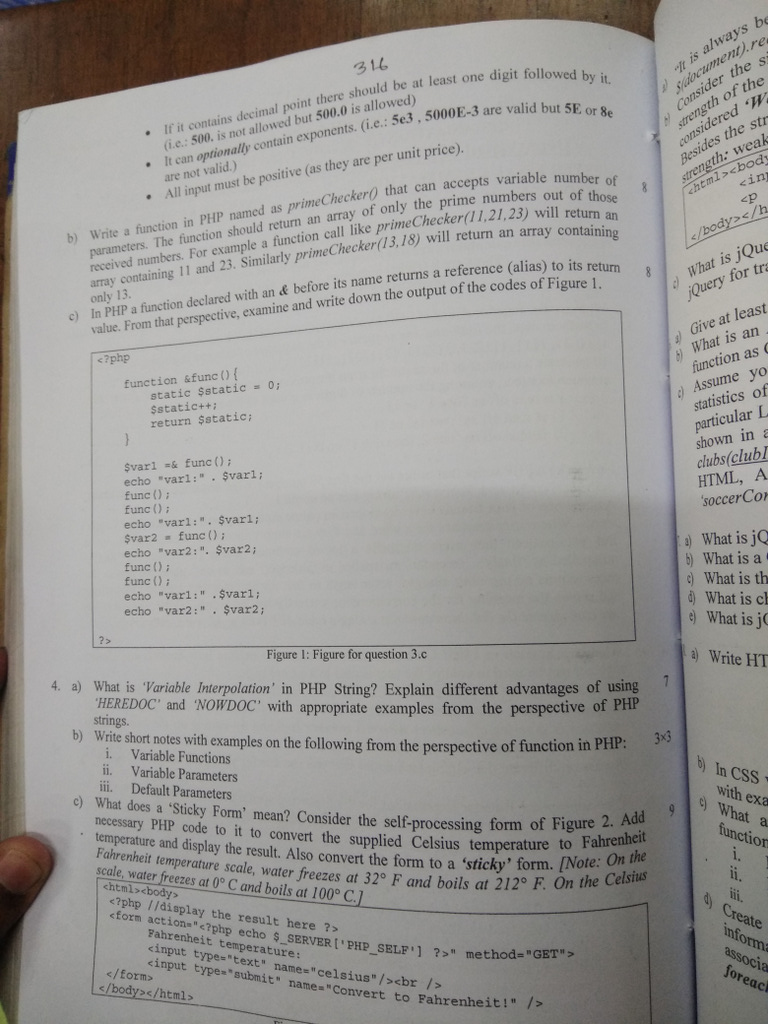 316
• If it contains decimal point there should be at least one digit followed by it.
(i.e.: 500. is not allowed but 500.0 is allowed)
• It can optionally contain exponents. (i.e.: 5e3 , 5000E-3 are valid but 5E or 8e
are not valid.)
• All input must be positive (as they are per unit price).
b) Write a function in PHP named as primeChecker() that can accepts variable number of 8
parameters. The function should return an array of only the prime numbers out of those
received numbers. For example a function call like primeChecker(11,21,23) will return an
array containing 11 and 23. Similarly primeChecker(13,18) will return an array containing
only 13.
c) In PHP a function declared with an & before its name returns a reference (alias) to its return 8
value. From that perspective, examine and write down the output of the codes of Figure 1.
<?php
function &func(){
static $static = 0;
$static++;
return $static;
}
$var1 =& func();
echo "var1:" . $var1;
func();
func();
echo "var1:". $var1;
$var2 = func();
echo "var2:". $var2;
func();
func();
echo "var1:" .$var1;
echo "var2:" . $var2;
?>
Figure 1: Figure for question 3.c
4. a) What is 'Variable Interpolation' in PHP String? Explain different advantages of using 7
'HEREDOC' and 'NOWDOC' with appropriate examples from the perspective of PHP
strings.
b) Write short notes with examples on the following from the perspective of function in PHP: 3×3
i. Variable Functions
ii. Variable Parameters
iii. Default Parameters
c) What does a 'Sticky Form' mean? Consider the self-processing form of Figure 2. Add 9
necessary PHP code to it to convert the supplied Celsius temperature to Fahrenheit
temperature and display the result. Also convert the form to a 'sticky' form. [Note: On the
Fahrenheit temperature scale, water freezes at 32° F and boils at 212° F. On the Celsius
scale, water freezes at 0° C and boils at 100° C.]
<html><body>
<?php //display the result here ?>
<form action="<?php echo $_SERVER['PHP_SELF'] ?>" method="GET">
Fahrenheit temperature:
<input type="text" name="celsius"/><br />
<input type="submit" name="Convert to Fahrenheit!" />
</form>
</body></html>
"It is always be
$(document).re
Consider the s
strength of the
considered 'W
Besides the str
strength: weak
<html><body
<in
<p
</body></h
c) What is jQue
jQuery for tra
a) Give at least
b) What is an
function as
c) Assume yo
statistics of
particular L
shown in a
clubs(clubI
HTML, A
'soccerCo
a) What is jQ
b) What is a
c) What is th
d) What is cl
e) What is jQ
a) Write HT
b) In CSS
with exa
c) What a
function
i.
ii.
iii.
d) Create
inform
associa
foreac